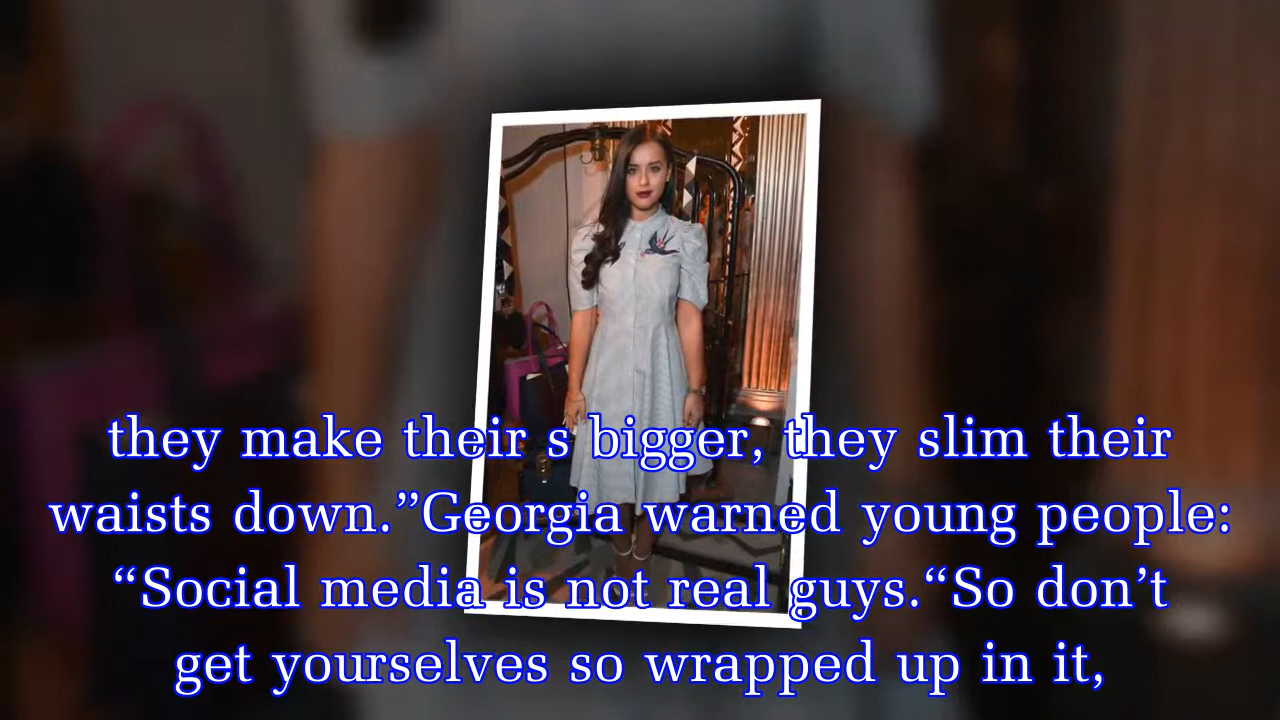 they make their s bigger, they slim their
waists down.”Georgia warned young people:
“Social media is not real guys.“So don’t
get yourselves so wrapped up in it,